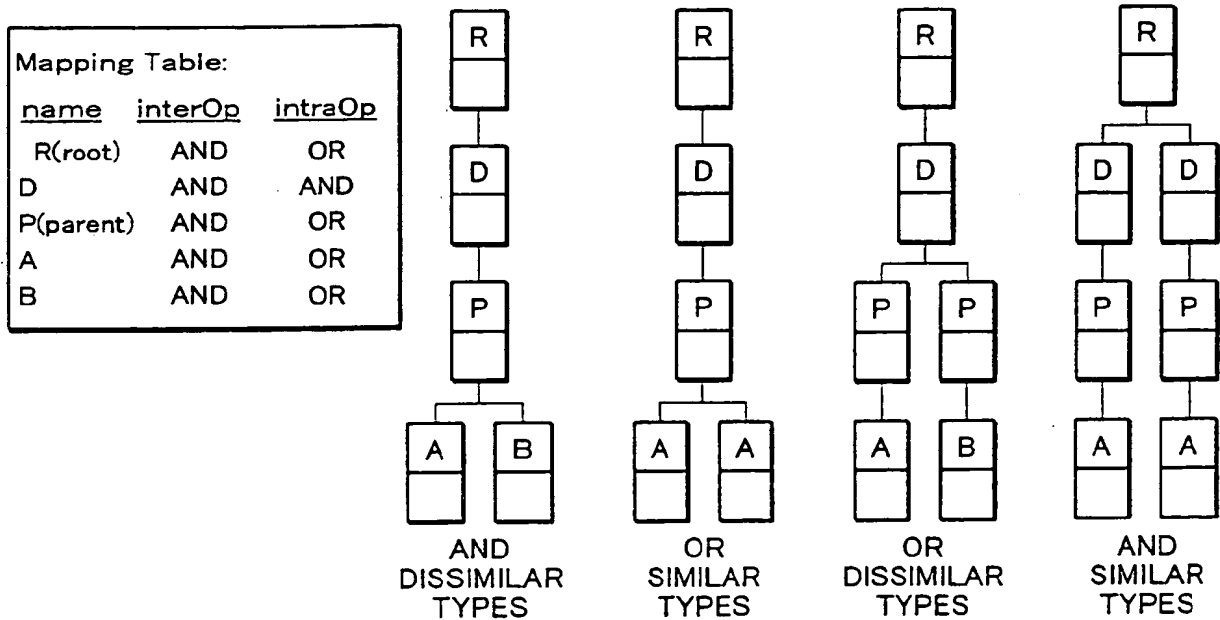 Mapping Table:
name interOp intraOp
R(root) AND OR
D AND AND
P(parent) AND OR
A AND OR
B AND OR
R
D
P
A B
AND
DISSIMILAR
TYPES
R
D
P
A A
OR
SIMILAR
TYPES
R
D
P P
A B
OR
DISSIMILAR
TYPES
R
D D
P P
A A
AND
SIMILAR
TYPES